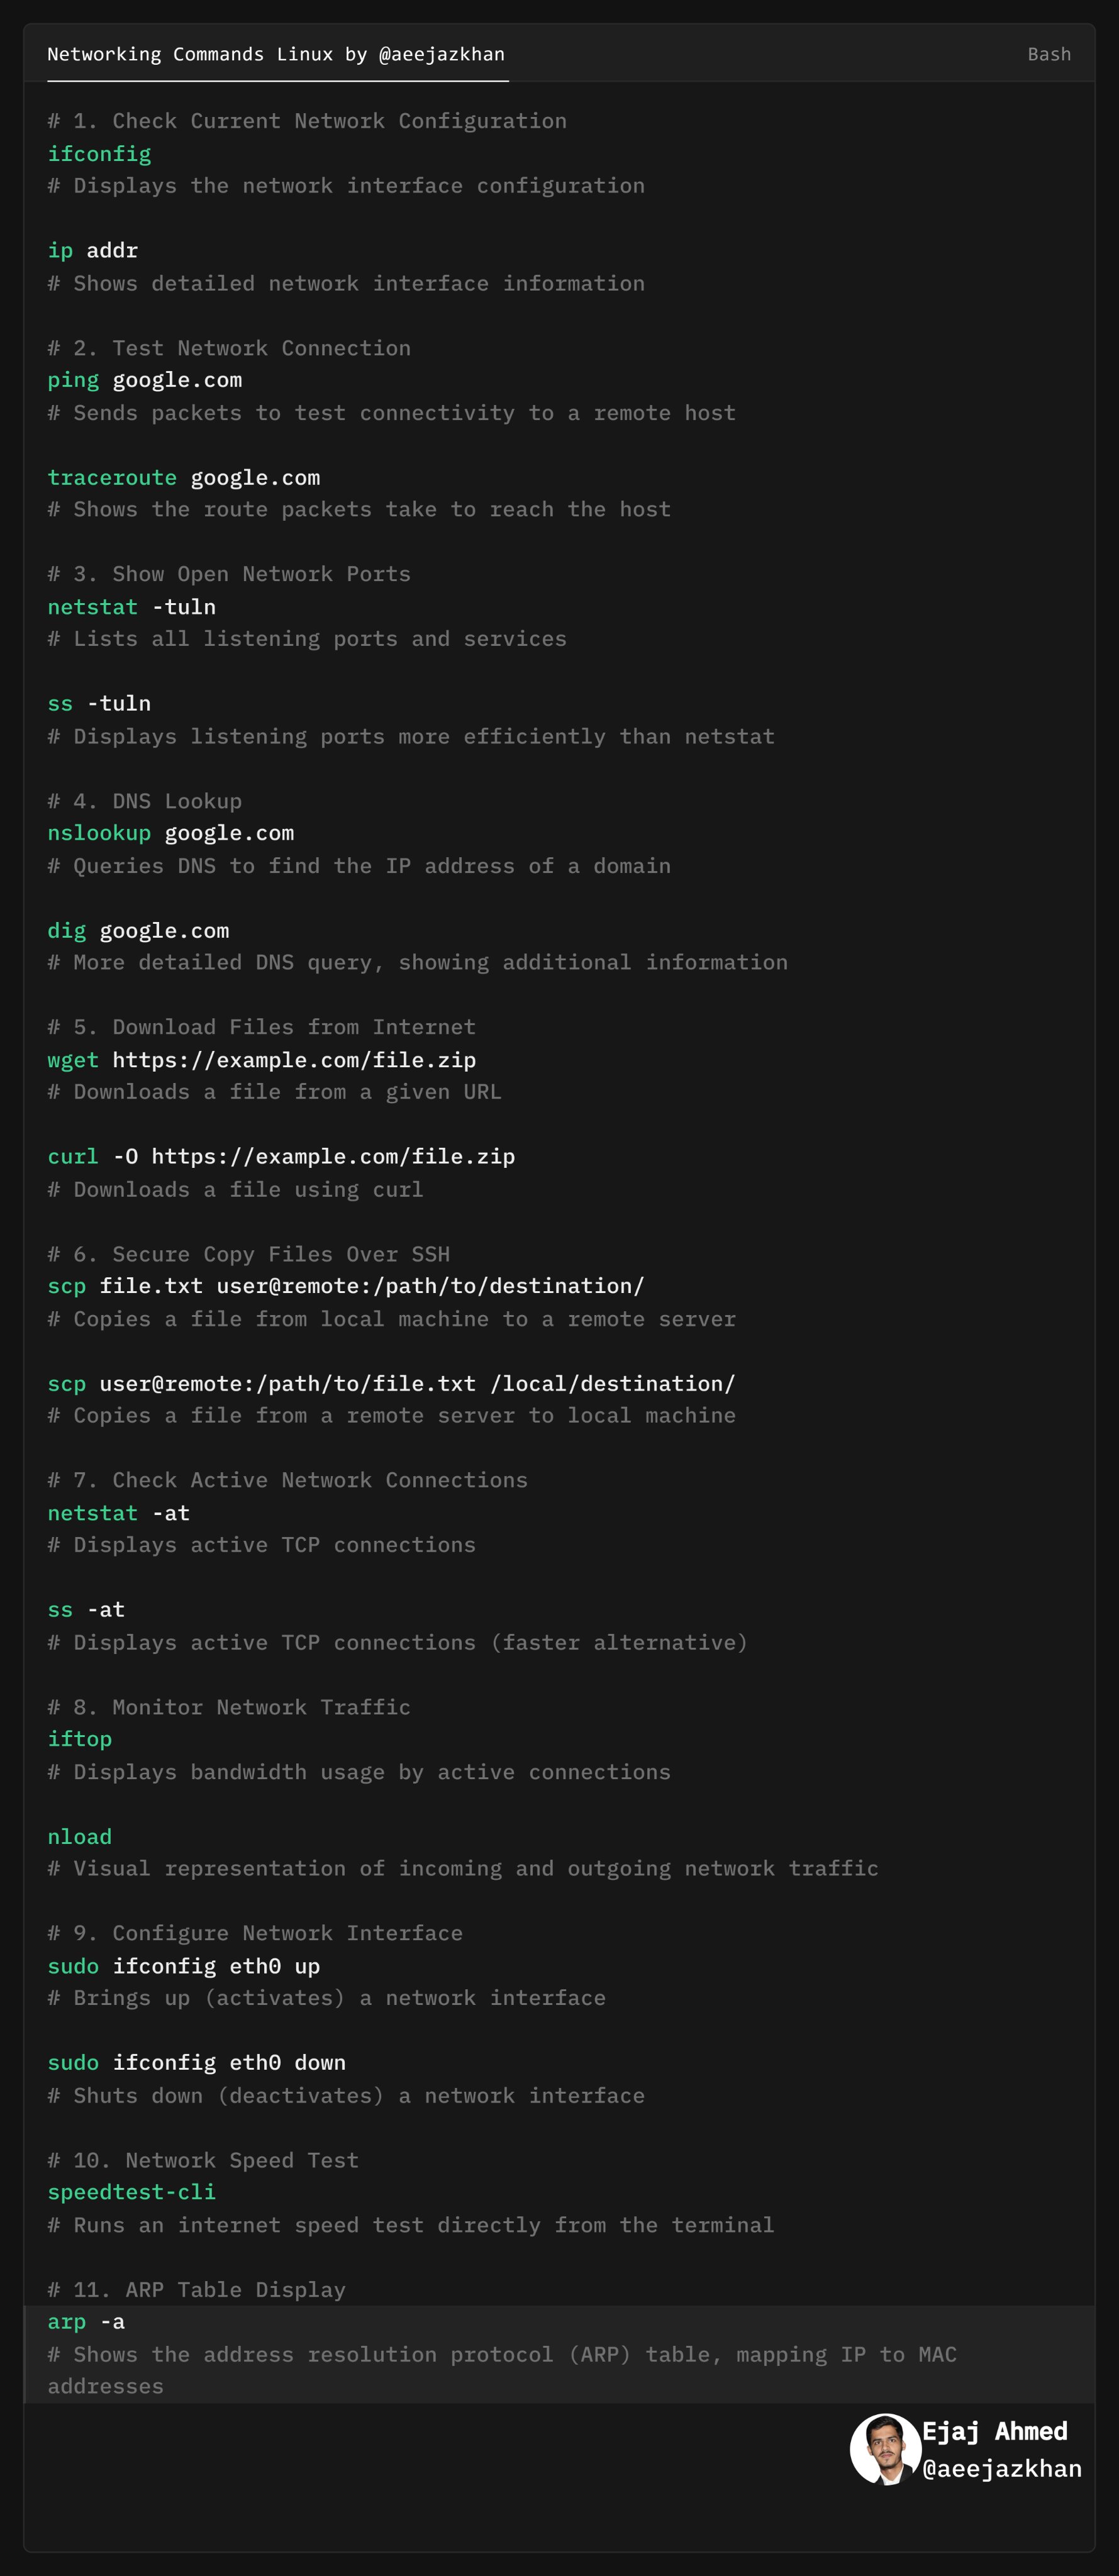 Networking Commands Linux by @aeejazkhan
Bash
# 1. Check Current Network Configuration
ifconfig
# Displays the network interface configuration
ip addr
# Shows detailed network interface information
# 2. Test Network Connection
ping google.com
# Sends packets to test connectivity to a remote host
traceroute google.com
# Shows the route packets take to reach the host
# 3. Show Open Network Ports
netstat -tuln
# Lists all listening ports and services
ss -tuln
# Displays listening ports more efficiently than netstat
# 4. DNS Lookup
nslookup google.com
# Queries DNS to find the IP address of a domain
dig google.com
# More detailed DNS query, showing additional information
# 5. Download Files from Internet
wget https://example.com/file.zip
# Downloads a file from a given URL
curl -O https://example.com/file.zip
# Downloads a file using curl
# 6. Secure Copy Files Over SSH
scp file.txt user@remote:/path/to/destination/
# Copies a file from local machine to a remote server
scp user@remote:/path/to/file.txt /local/destination/
# Copies a file from a remote server to local machine
# 7. Check Active Network Connections
netstat -at
# Displays active TCP connections
ss -at
# Displays active TCP connections (faster alternative)
# 8. Monitor Network Traffic
iftop
# Displays bandwidth usage by active connections
nload
# Visual representation of incoming and outgoing network traffic
# 9. Configure Network Interface
sudo ifconfig eth0 up
# Brings up (activates) a network interface
sudo ifconfig eth0 down
# Shuts down (deactivates) a network interface
# 10. Network Speed Test
speedtest-cli
# Runs an internet speed test directly from the terminal
# 11. ARP Table Display
arp -a
# Shows the address resolution protocol (ARP) table, mapping IP to MAC
addresses
Ejaj Ahmed
@aeejazkhan